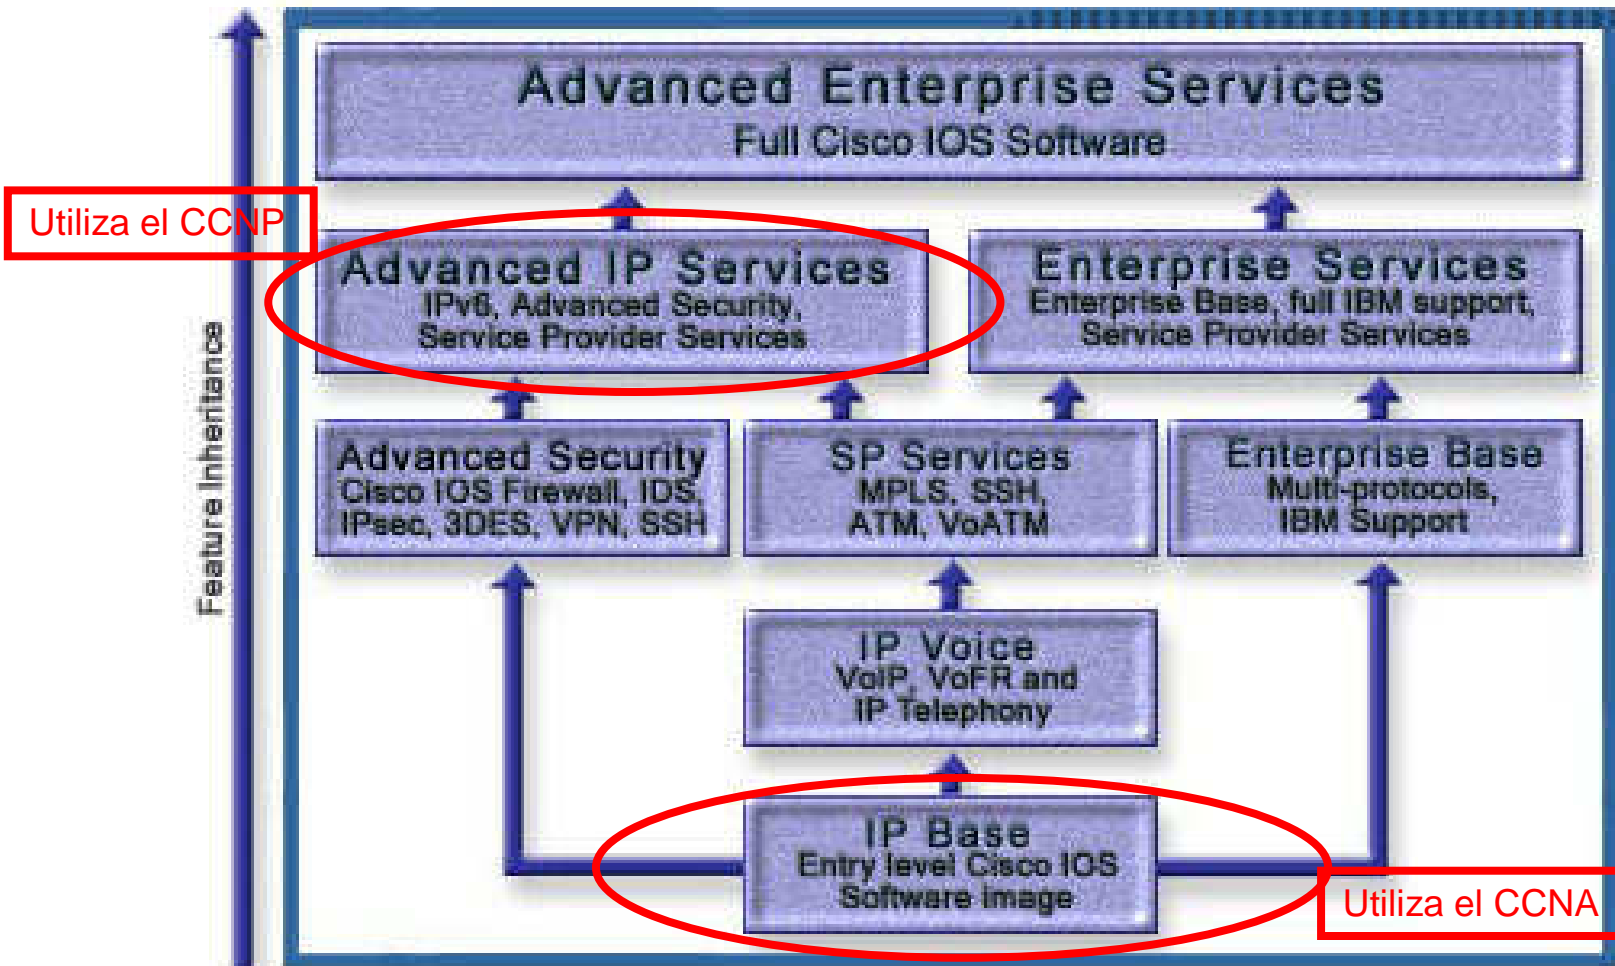 Advanced Enterprise Services
Full Cisco IOS Software
Utiliza el CCNP
Advanced IP Services
IPv6, Advanced Security,
Service Provider Services
Enterprise Services
Enterprise Base, full IBM support,
Service Provider Services
Feature Inheritance
Advanced Security
Cisco IOS Firewall, IDS,
IPsec, 3DES, VPN, SSH
SP Services
MPLS, SSH,
ATM, VoATM
Enterprise Base
Multi-protocols,
IBM Support
IP Voice
VoIP, VoFR and
IP Telephony
IP Base
Entry level Cisco IOS
Software image
Utiliza el CCNA